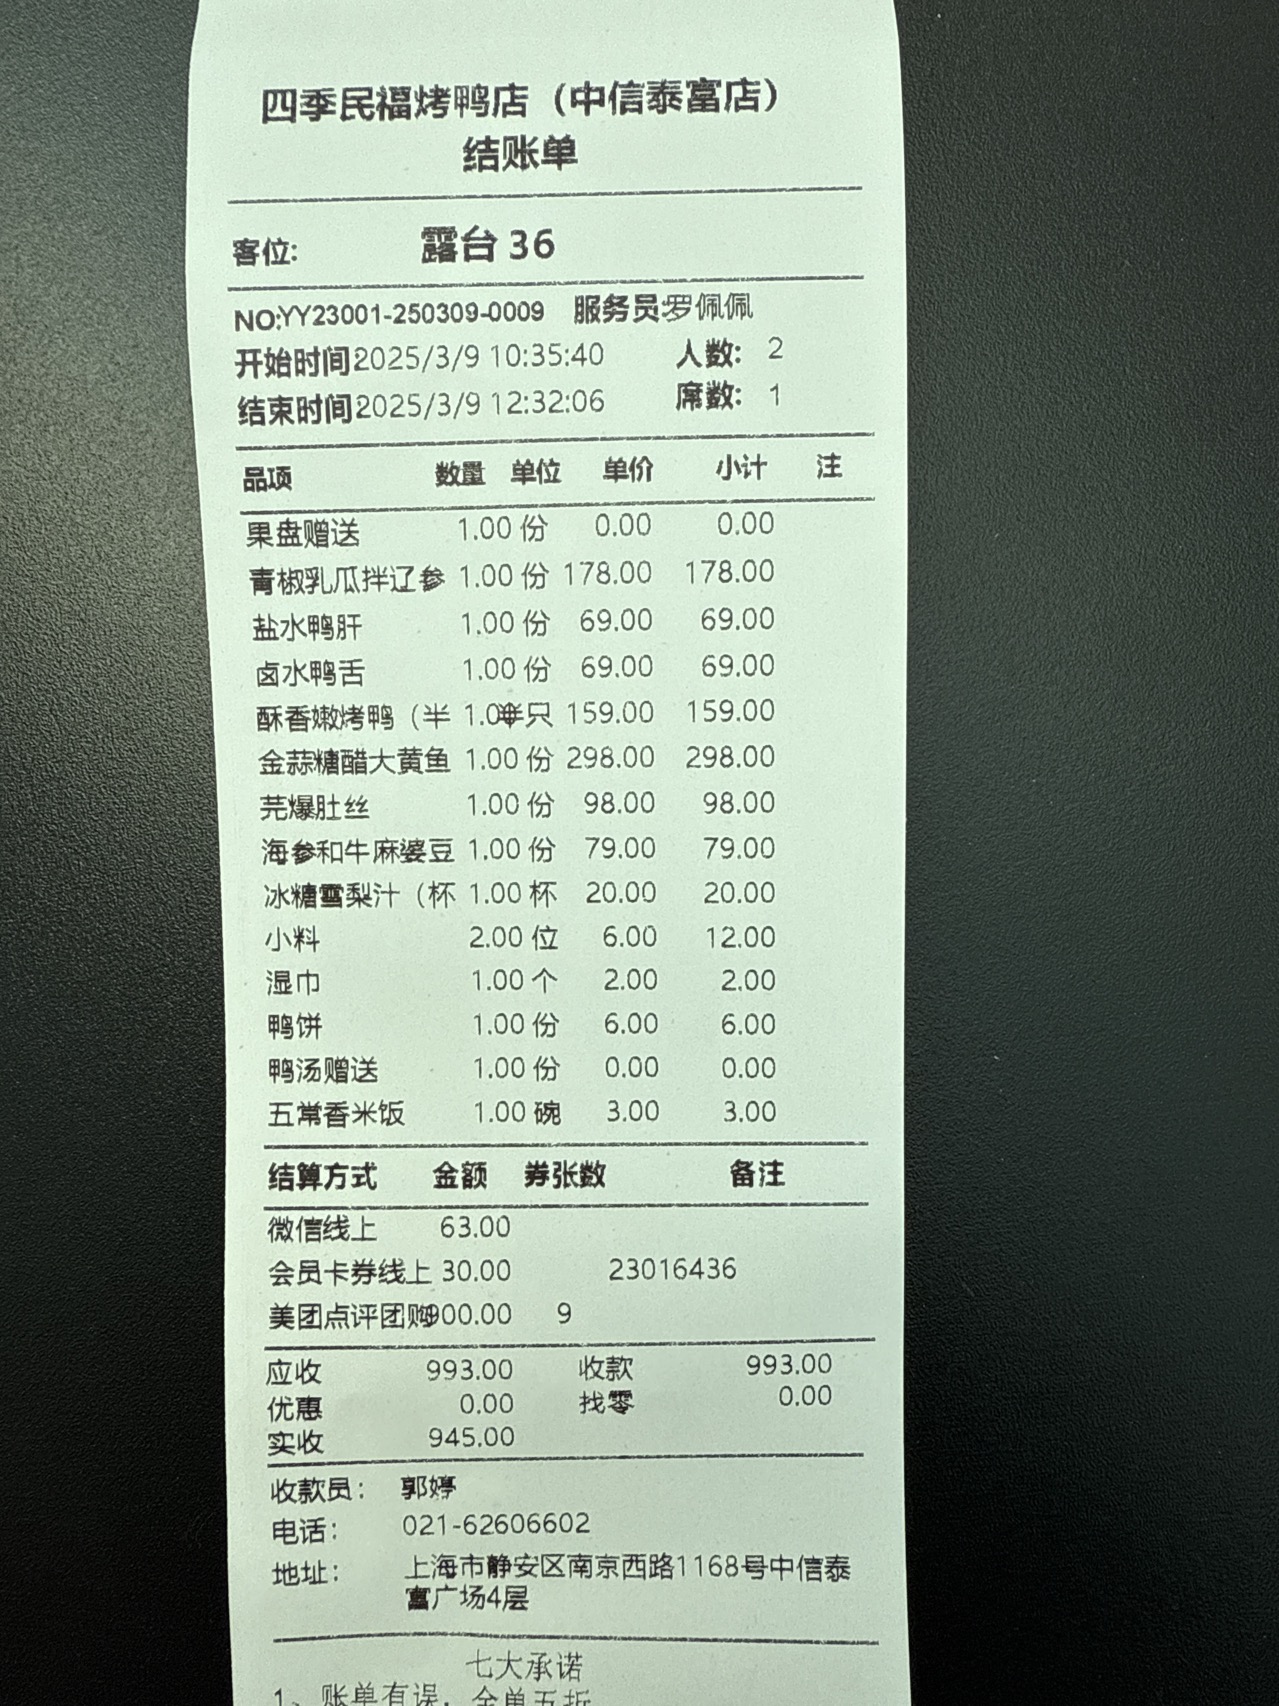 四季民福烤鸭店（中信泰富店）
结账单
客位: 露台 36
NO:YY23001-250309-0009 服务员:罗佩佩
开始时间2025/3/9 10:35:40 人数: 2
结束时间2025/3/9 12:32:06 席数: 1
品项 数量 单位 单价 小计 注
果盘赠送 1.00 份 0.00 0.00
青椒乳瓜拌辽参 1.00 份 178.00 178.00
盐水鸭肝 1.00 份 69.00 69.00
卤水鸭舌 1.00 份 69.00 69.00
酥香嫩烤鸭（半 1.00半只 159.00 159.00
金蒜糖醋大黄鱼 1.00 份 298.00 298.00
芫爆肚丝 1.00 份 98.00 98.00
海参和牛麻婆豆 1.00 份 79.00 79.00
冰糖雪梨汁（杯 1.00 杯 20.00 20.00
小料 2.00 位 6.00 12.00
湿巾 1.00 个 2.00 2.00
鸭饼 1.00 份 6.00 6.00
鸭汤赠送 1.00 份 0.00 0.00
五常香米饭 1.00 碗 3.00 3.00
结算方式 金额 券张数 备注
微信线上 63.00
会员卡券线上 30.00 23016436
美团点评团购900.00 9
应收 993.00 收款 993.00
优惠 0.00 找零 0.00
实收 945.00
收款员： 郭婷
电话： 021-62606602
地址： 上海市静安区南京西路1168号中信泰
富广场4层
七大承诺
1、账单有误，全单五折